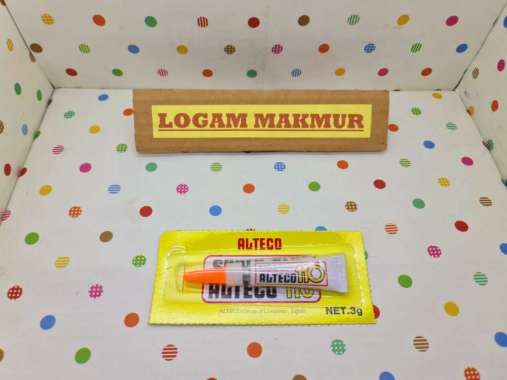 LOGAM MAKMUR
ALTECO
ALTECO 110
ALTECO 110
NET.3g